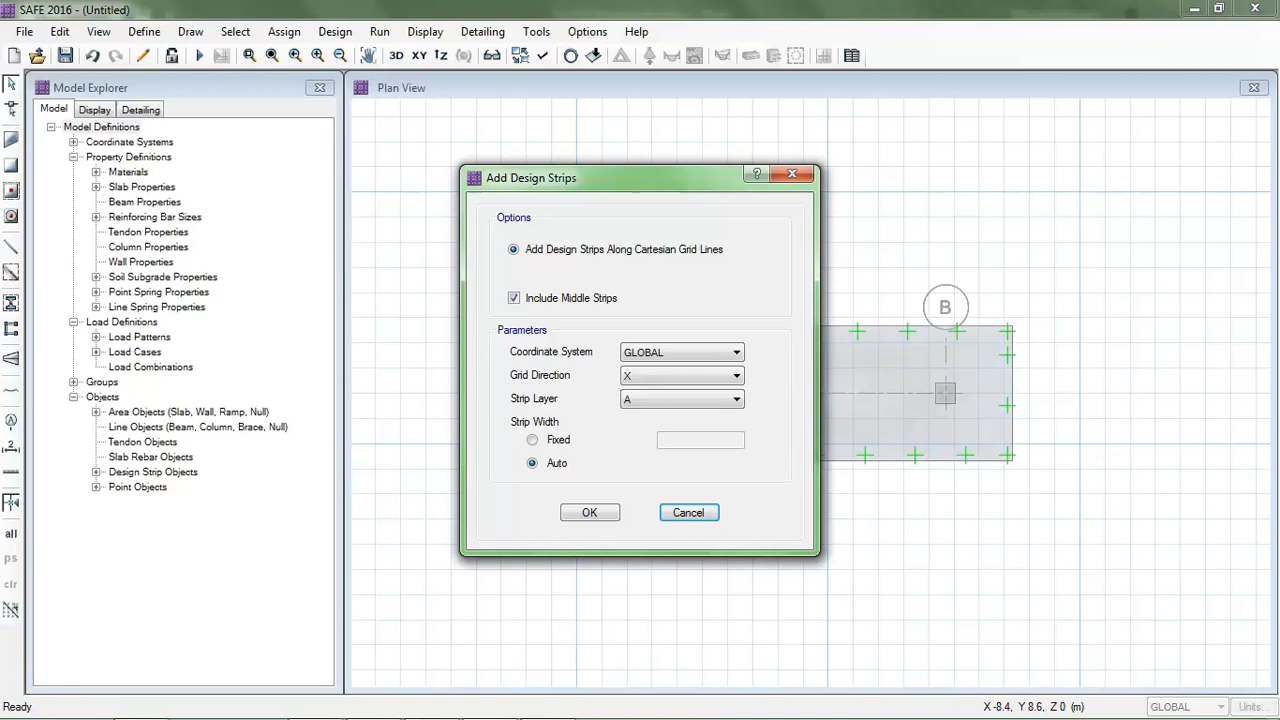 SAFE 2016 - (Untitled)
File Edit View Define Draw Select Assign Design Run Display Detailing Tools Options Help
3D XY
Model Explorer
Plan View
Model Display Detailing
Model Definitions
Coordinate Systems
Property Definitions
Materials
Slab Properties
Beam Properties
Reinforcing Bar Sizes
Tendon Properties
Column Properties
Wall Properties
Soil Subgrade Properties
Point Spring Properties
Line Spring Properties
Load Definitions
Load Patterns
Load Cases
Load Combinations
Groups
Objects
Area Objects (Slab, Wall, Ramp, Null)
Line Objects (Beam, Column, Brace, Null)
Tendon Objects
Slab Rebar Objects
Design Strip Objects
Point Objects
all
ps
clr
Add Design Strips
?
Options
Add Design Strips Along Cartesian Grid Lines
Include Middle Strips
Parameters
Coordinate System GLOBAL
Grid Direction X
Strip Layer A
Strip Width
Fixed
Auto
OK Cancel
B
Ready
X -8.4, Y 8.6, Z 0 (m)
GLOBAL
Units...